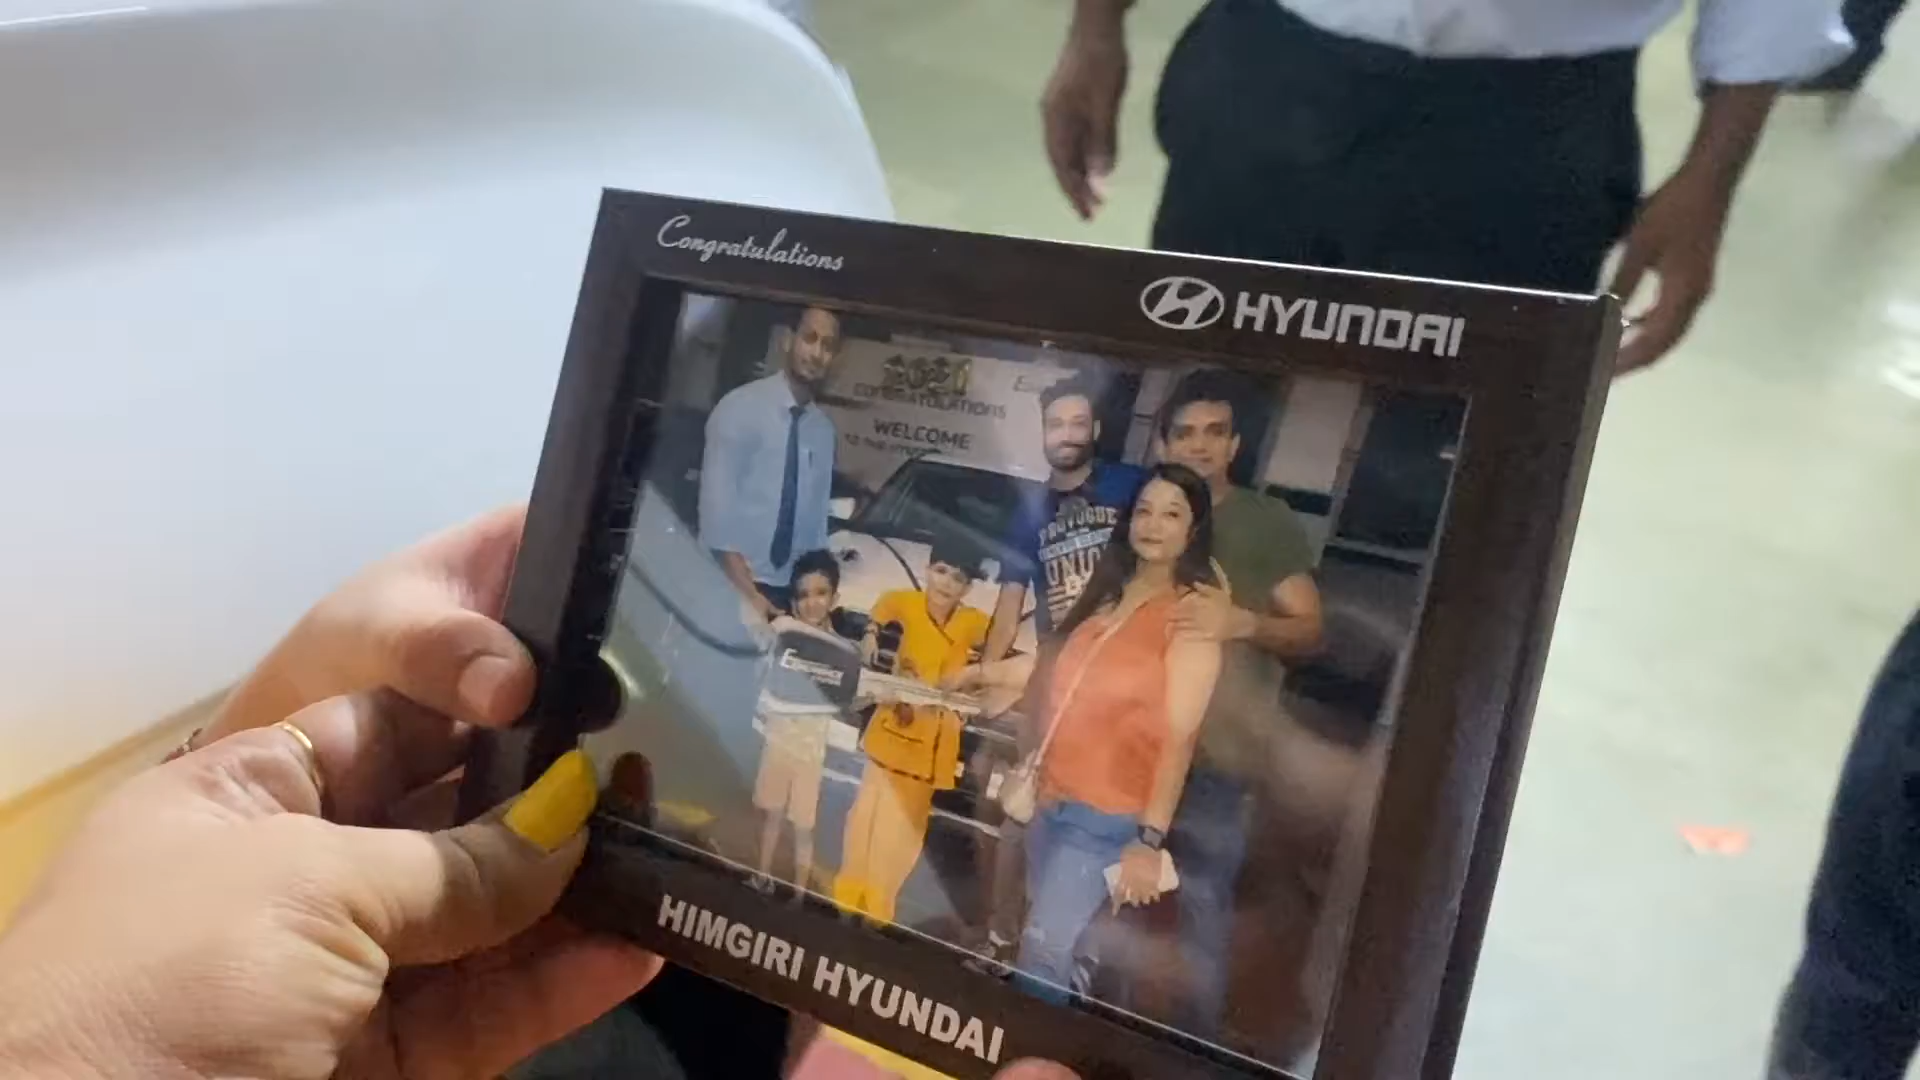 Congratulations
HYUNDAI
CONGRATULATIONS
WELCOME
PROVOGUE
HIMGIRI HYUNDAI